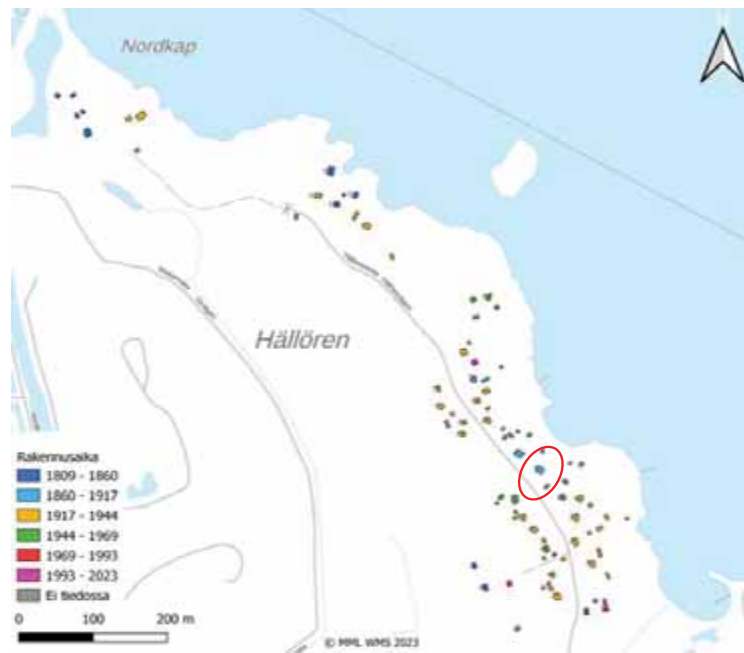 Nordkap
Hällören
Rakennusaika
1809 - 1860
1860 - 1917
1917 - 1944
1944 - 1969
1969 - 1993
1993 - 2023
Ei tiedossa
0 100 200 m
© MML WMS 2023